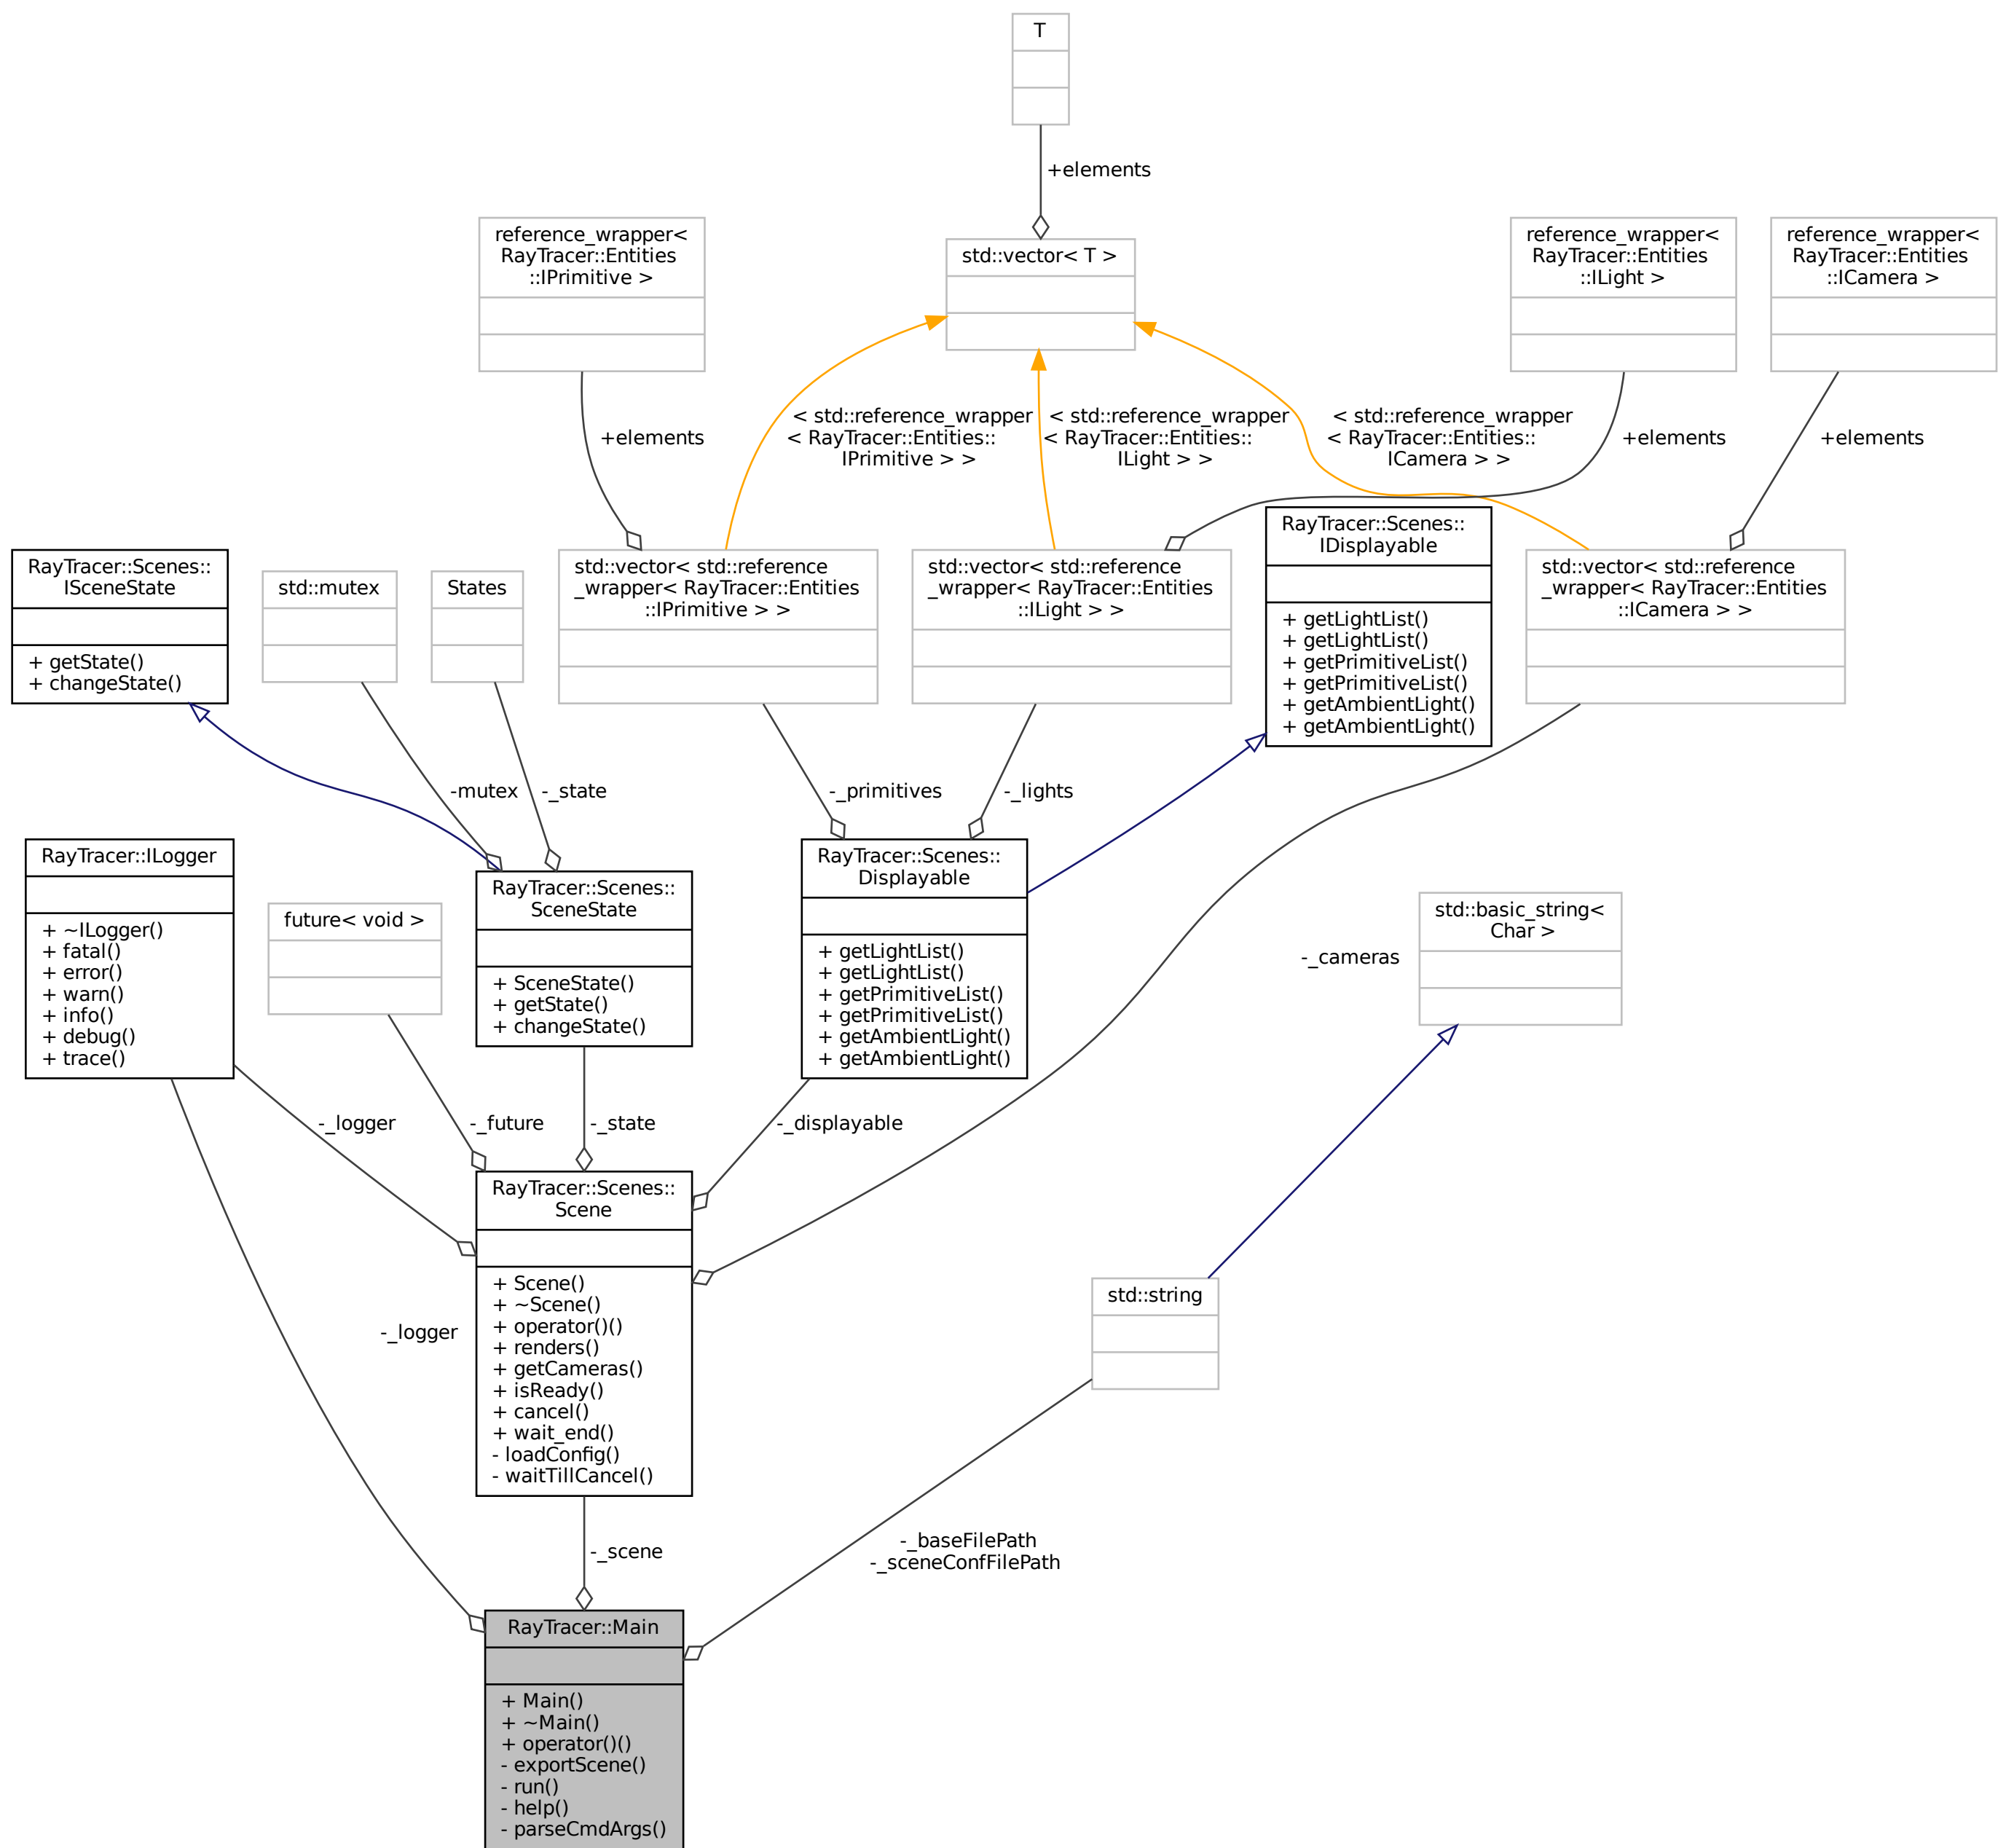 T
+elements
reference_wrapper<
RayTracer::Entities
::IPrimitive >
std::vector< T >
reference_wrapper<
RayTracer::Entities
::ILight >
reference_wrapper<
RayTracer::Entities
::ICamera >
+elements
< std::reference_wrapper
< RayTracer::Entities::
IPrimitive > >
< std::reference_wrapper
< RayTracer::Entities::
ILight > >
< std::reference_wrapper
< RayTracer::Entities::
ICamera > >
+elements
+elements
RayTracer::Scenes::
ISceneState
+ getState()
+ changeState()
std::mutex
States
std::vector< std::reference
_wrapper< RayTracer::Entities
::IPrimitive > >
std::vector< std::reference
_wrapper< RayTracer::Entities
::ILight > >
RayTracer::Scenes::
IDisplayable
+ getLightList()
+ getLightList()
+ getPrimitiveList()
+ getPrimitiveList()
+ getAmbientLight()
+ getAmbientLight()
std::vector< std::reference
_wrapper< RayTracer::Entities
::ICamera > >
-mutex
-_state
-_primitives
-_lights
RayTracer::ILogger
+ ~ILogger()
+ fatal()
+ error()
+ warn()
+ info()
+ debug()
+ trace()
future< void >
RayTracer::Scenes::
SceneState
+ SceneState()
+ getState()
+ changeState()
RayTracer::Scenes::
Displayable
+ getLightList()
+ getLightList()
+ getPrimitiveList()
+ getPrimitiveList()
+ getAmbientLight()
+ getAmbientLight()
-_cameras
std::basic_string<
Char >
-_logger
-_future
-_state
-_displayable
RayTracer::Scenes::
Scene
+ Scene()
+ ~Scene()
+ operator()()
+ renders()
+ getCameras()
+ isReady()
+ cancel()
+ wait_end()
- loadConfig()
- waitTillCancel()
-_logger
std::string
-_scene
-_baseFilePath
-_sceneConfFilePath
RayTracer::Main
+ Main()
+ ~Main()
+ operator()()
- exportScene()
- run()
- help()
- parseCmdArgs()